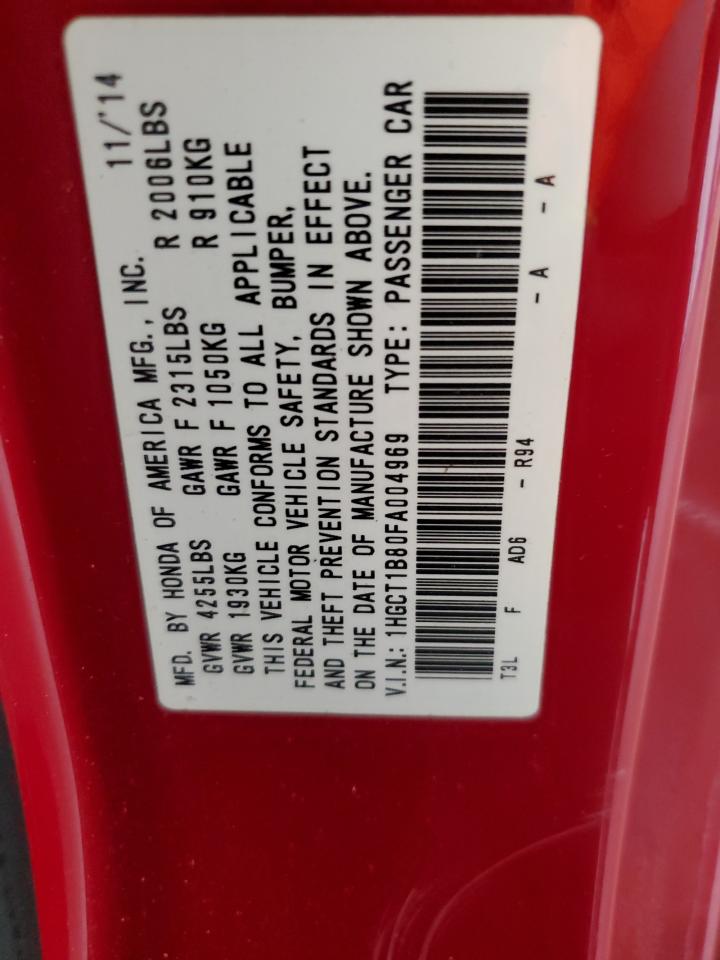 MFD. BY HONDA OF AMERICA MFG., INC. 11/'14
GVWR 4255LBS GAWR F 2315LBS R 2006LBS
GVWR 1930KG GAWR F 1050KG R 910KG
THIS VEHICLE CONFORMS TO ALL APPLICABLE
FEDERAL MOTOR VEHICLE SAFETY, BUMPER,
AND THEFT PREVENTION STANDARDS IN EFFECT
ON THE DATE OF MANUFACTURE SHOWN ABOVE.
V.I.N.: 1HGCT1B80FA004969 TYPE: PASSENGER CAR
T3L F AD6 - R94 - A - A